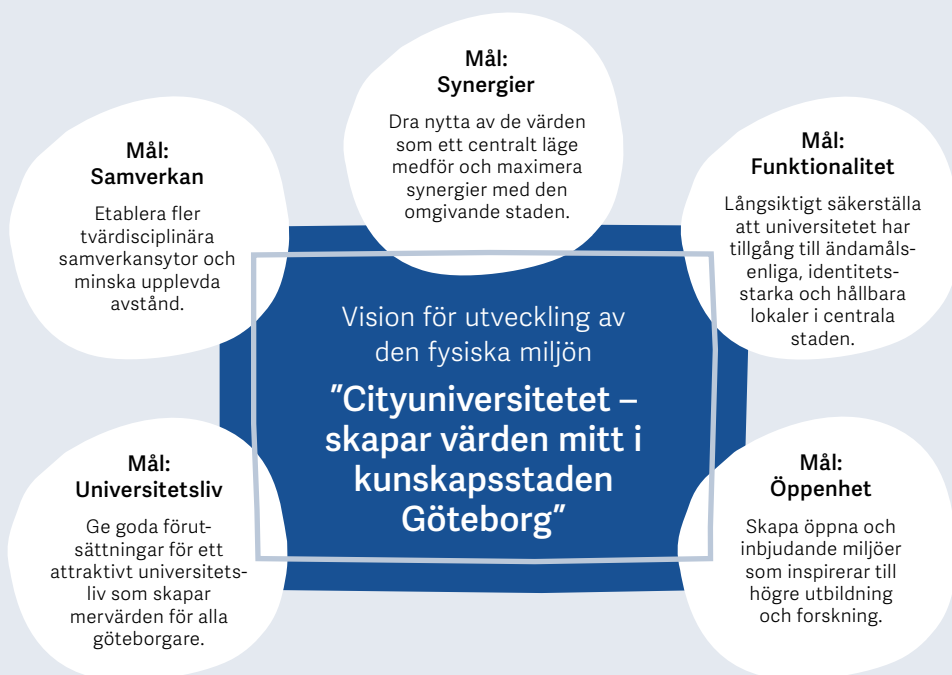 Mål:
Synergier
Dra nytta av de värden
som ett centralt läge
medför och maximera
synergier med den
omgivande staden.
Mål:
Samverkan
Etablera fler
tvärdisciplinära
samverkansytor och
minska upplevda
avstånd.
Mål:
Funktionalitet
Långsiktigt säkerställa
att universitetet har
tillgång till ändamåls-
enliga, identitets-
starka och hållbara
lokaler i centrala
staden.
Vision för utveckling av
den fysiska miljön
"Cityuniversitetet –
skapar värden mitt i
kunskapsstaden
Göteborg"
Mål:
Universitetsliv
Ge goda förut-
sättningar för ett
attraktivt universitets-
liv som skapar
mervärden för alla
göteborgare.
Mål:
Öppenhet
Skapa öppna och
inbjudande miljöer
som inspirerar till
högre utbildning
och forskning.